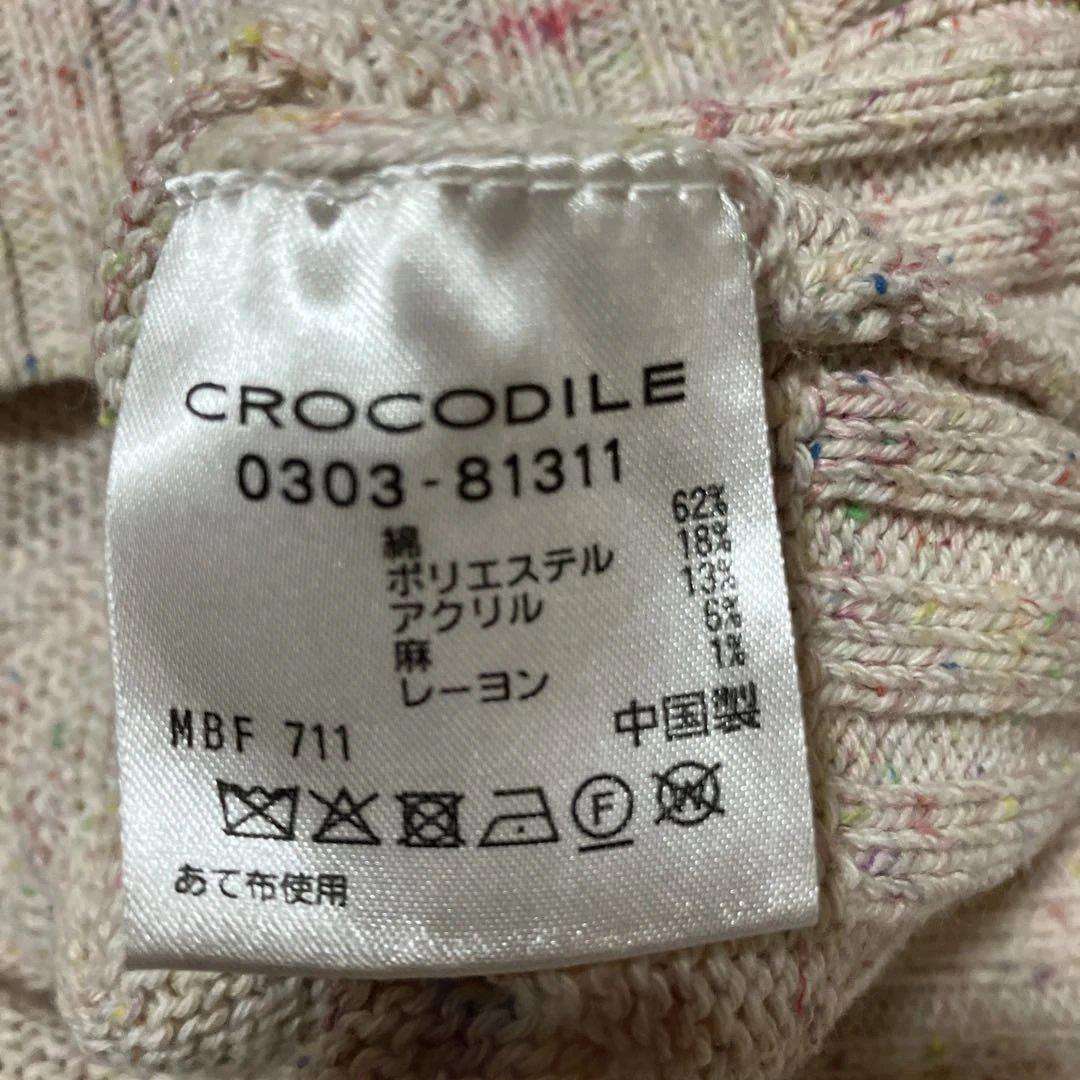 CROCODILE
0303-81311
綿 62%
ポリエステル 18%
アクリル 13%
麻 6%
レーヨン 1%
MBF 711 中国製
F W
あて布使用